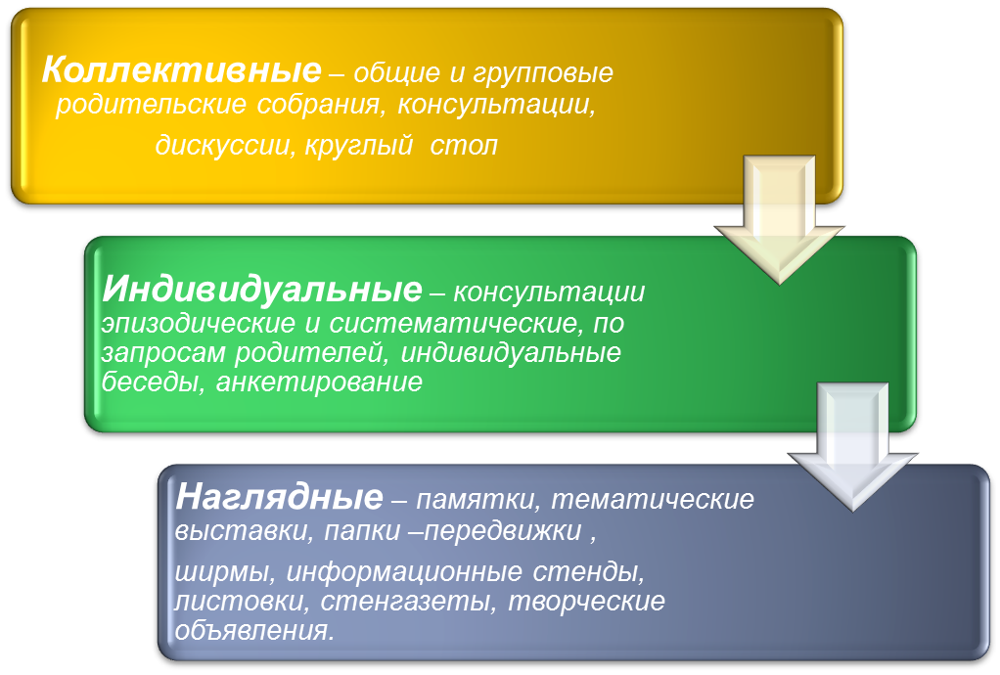 Коллективные – общие и групповые
родительские собрания, консультации,
дискуссии, круглый стол
Индивидуальные – консультации
эпизодические и систематические, по
запросам родителей, индивидуальные
беседы, анкетирование
Наглядные – памятки, тематические
выставки, папки –передвижки ,
ширмы, информационные стенды,
листовки, стенгазеты, творческие
объявления.